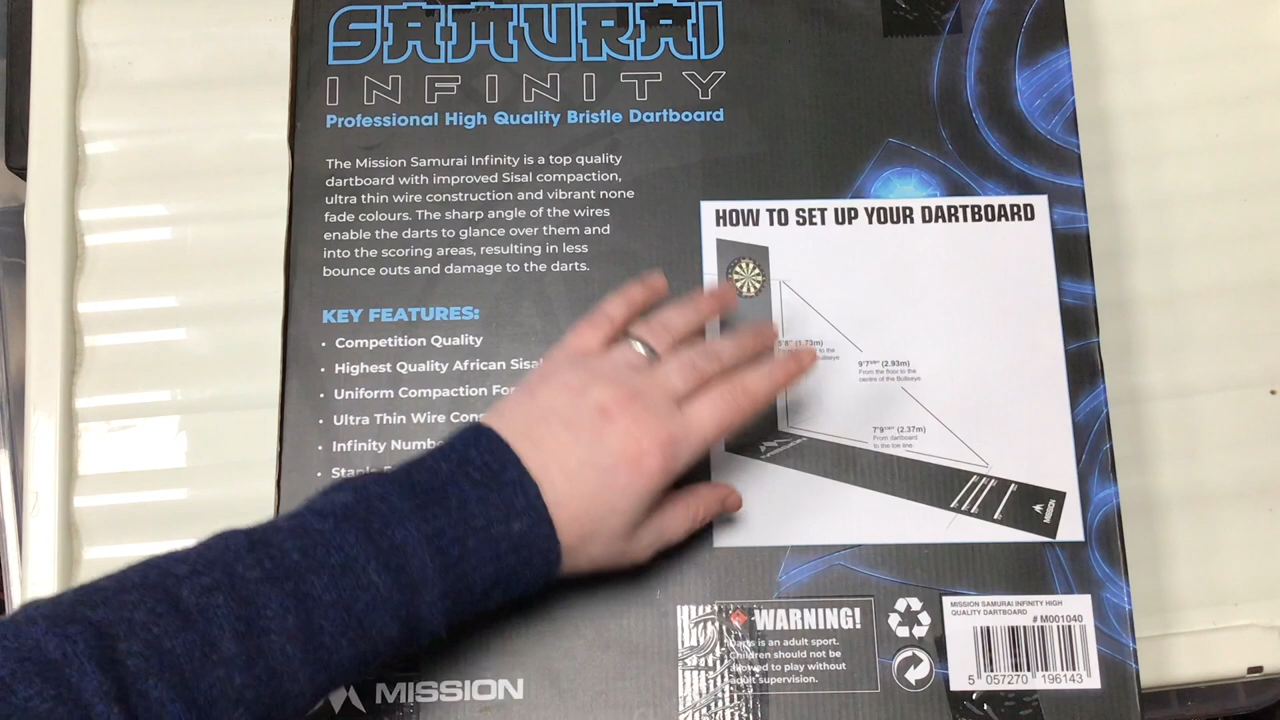 SAMURAI
INFINITY
Professional High Quality Bristle Dartboard
The Mission Samurai Infinity is a top quality
dartboard with improved Sisal compaction,
ultra thin wire construction and vibrant none
fade colours. The sharp angle of the wires
enable the darts to glance over them and
into the scoring areas, resulting in less
bounce outs and damage to the darts.
KEY FEATURES:
• Competition Quality
• Highest Quality African Sisal
• Uniform Compaction
• Ultra Thin Wire
• Infinity
HOW TO SET UP YOUR DARTBOARD
5'8" (1.73m)
to the
9'7 (2.93m)
From the floor to the
centre of the Bullseye
7'9 (2.37m)
From dartboard
to the toe line
MISSION
WARNING!
Darts is an adult sport.
Children should not be
allowed to play without
adult supervision.
MISSION SAMURAI INFINITY HIGH
QUALITY DARTBOARD
# M001040
5 057270 196143
MISSION